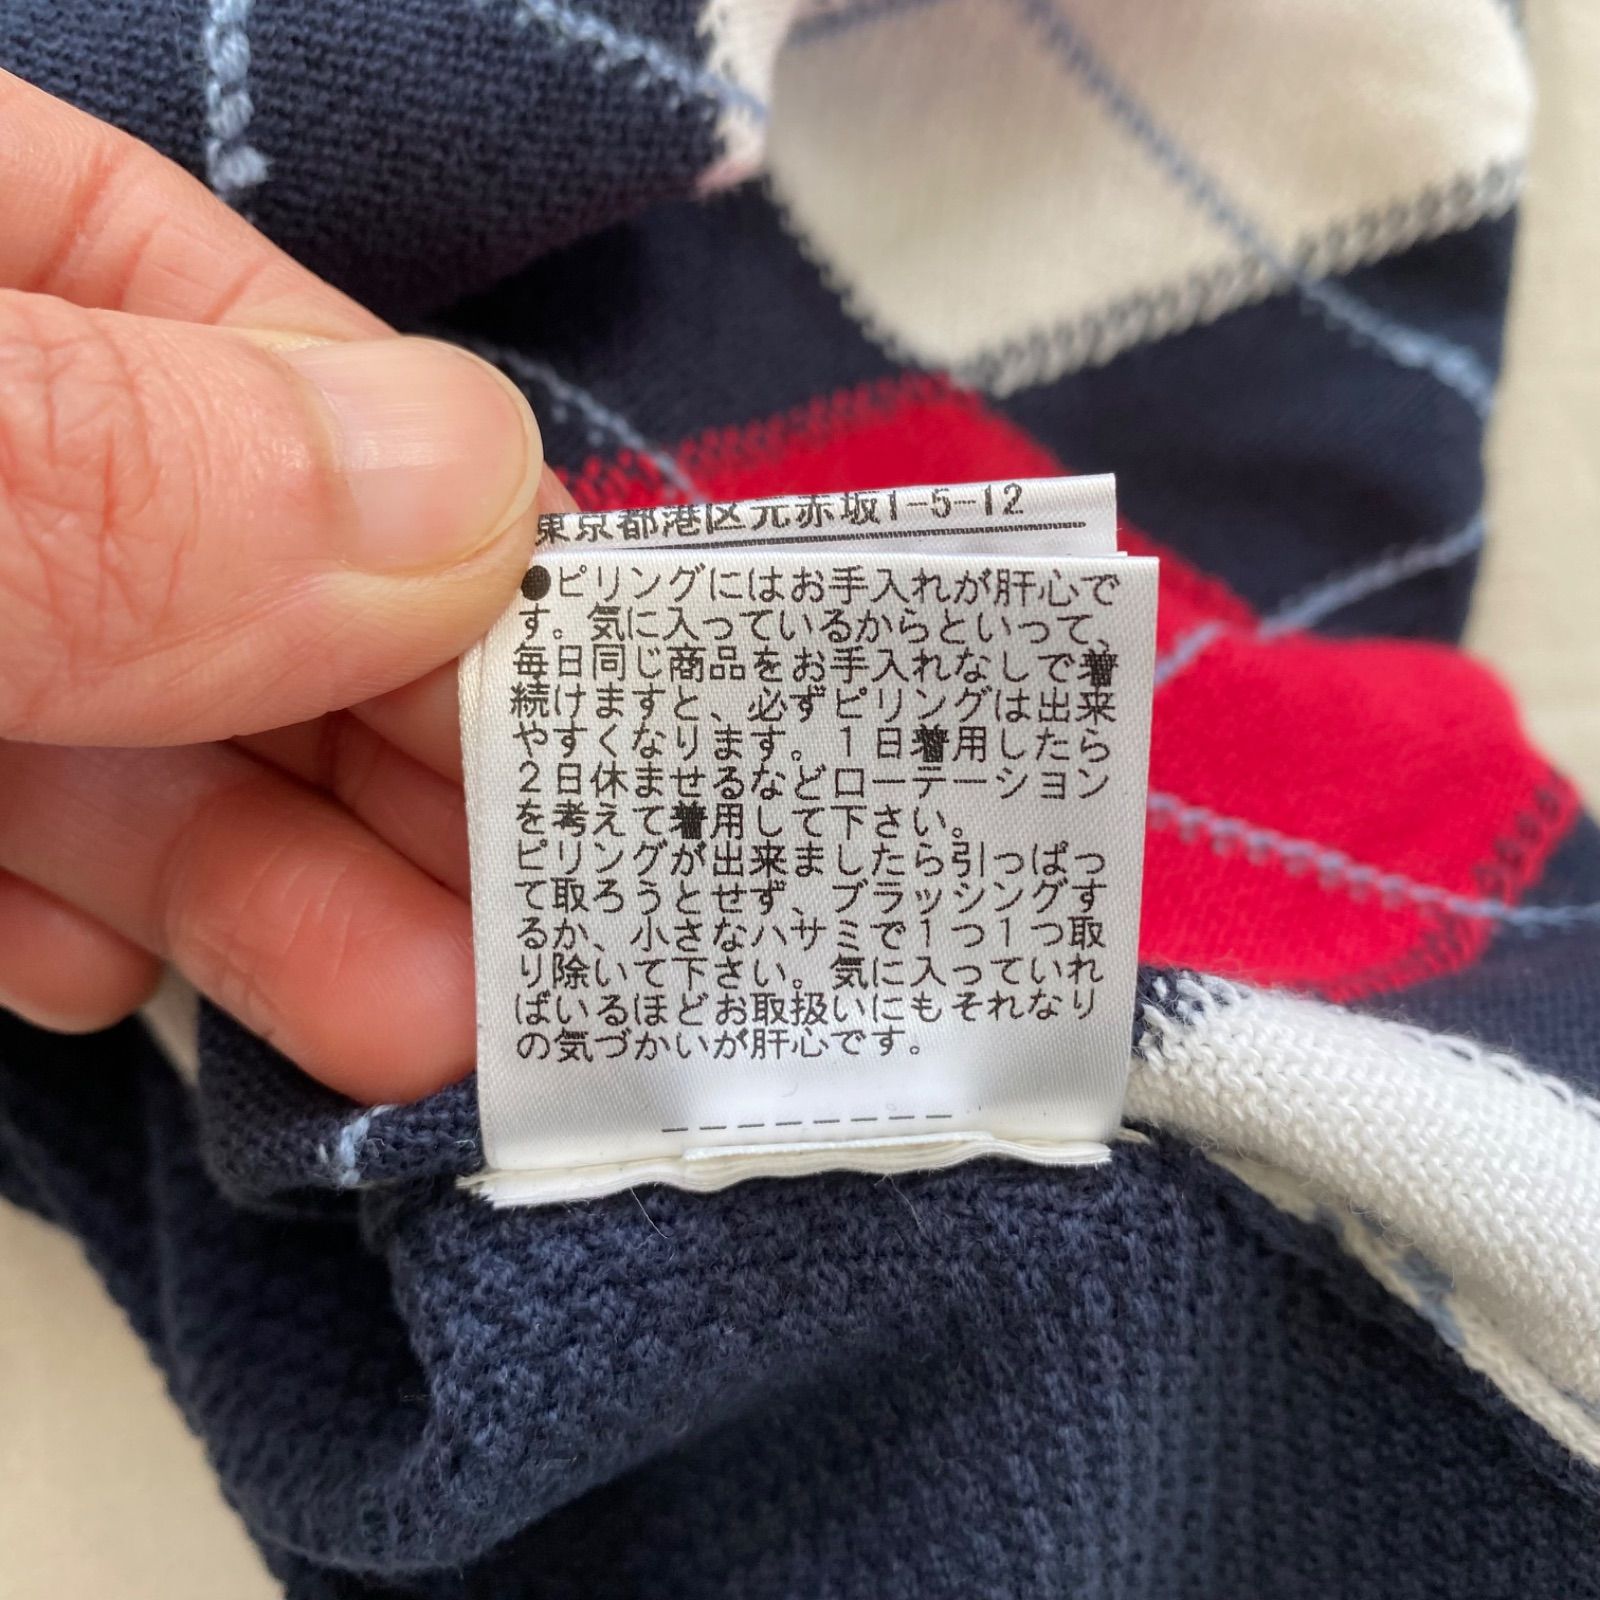 東京都港区元赤坂1-5-12
●ピリングにはお手入れが肝心で
す。気に入っているからといって、
毎日同じ商品をお手入れなしで着
続けますと、必ずピリングは出来
やすくなります。1日着用したら
2日休ませるなどローテーション
を考えて着用して下さい。
ピリングが出来ましたら引っぱっ
て取ろうとせず、ブラッシングす
るか、小さなハサミで1つ1つ取
り除いて下さい。気に入っていれ
ばいるほどお取扱いにもそれなり
の気づかいが肝心です。